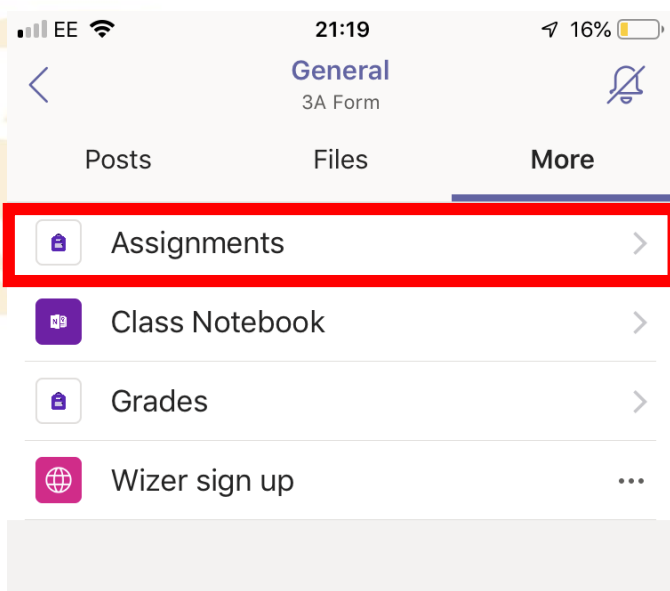 EE 21:19 16%
General
3A Form
Posts Files More
Assignments
Class Notebook
Grades
Wizer sign up